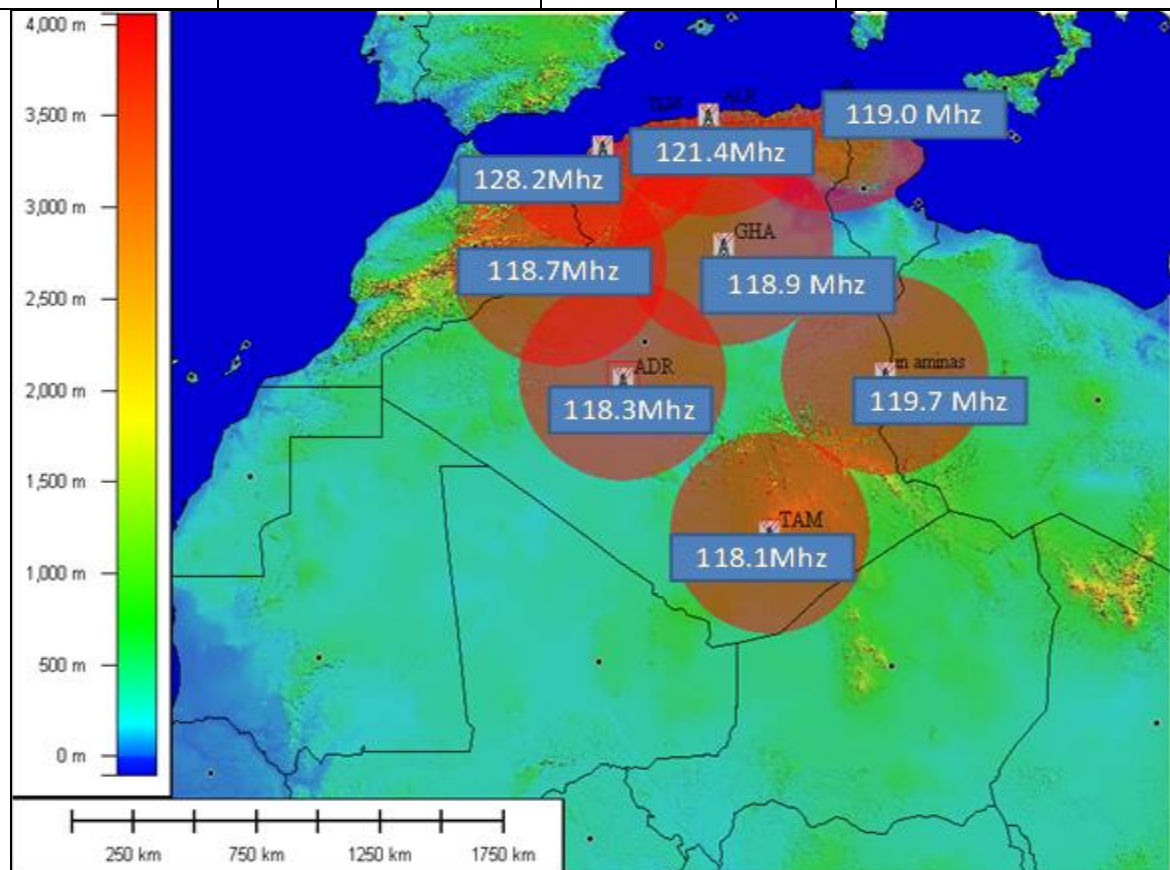 4,000 m
3,500 m
3,000 m
2,500 m
2,000 m
1,500 m
1,000 m
500 m
0 m
119.0 Mhz
121.4Mhz
128.2Mhz
GHA
118.7Mhz
118.9 Mhz
ADR
in aminas
118.3Mhz
119.7 Mhz
TAM
118.1Mhz
250 km 750 km 1250 km 1750 km